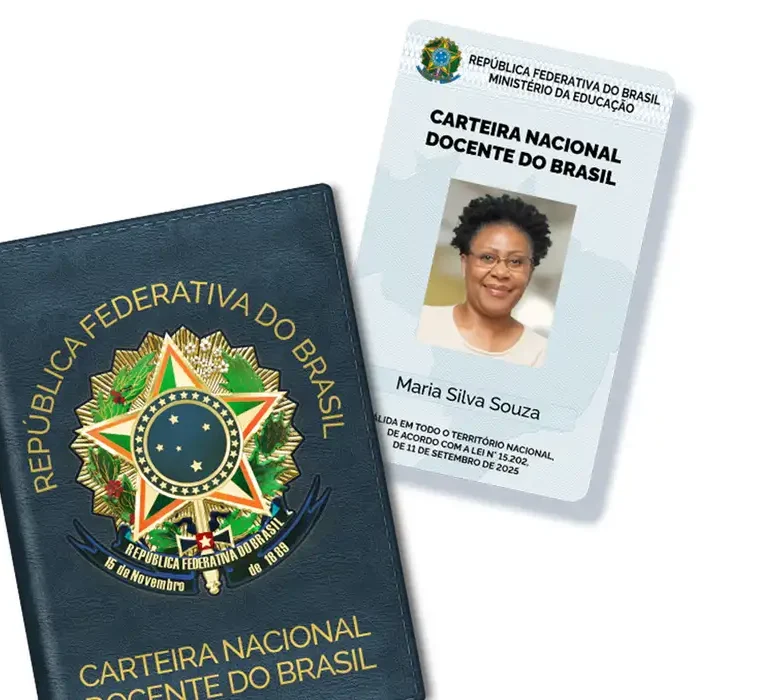 REPÚBLICA FEDERATIVA DO BRASIL
MINISTÉRIO DA EDUCAÇÃO
CARTEIRA NACIONAL
DOCENTE DO BRASIL
Maria Silva Souza
VÁLIDA EM TODO O TERRITÓRIO NACIONAL,
DE ACORDO COM A LEI Nº 15.202,
DE 11 DE SETEMBRO DE 2025
REPÚBLICA FEDERATIVA DO BRASIL
REPÚBLICA FEDERATIVA DO BRASIL
15 de Novembro de 1889
CARTEIRA NACIONAL
DOCENTE DO BRASIL